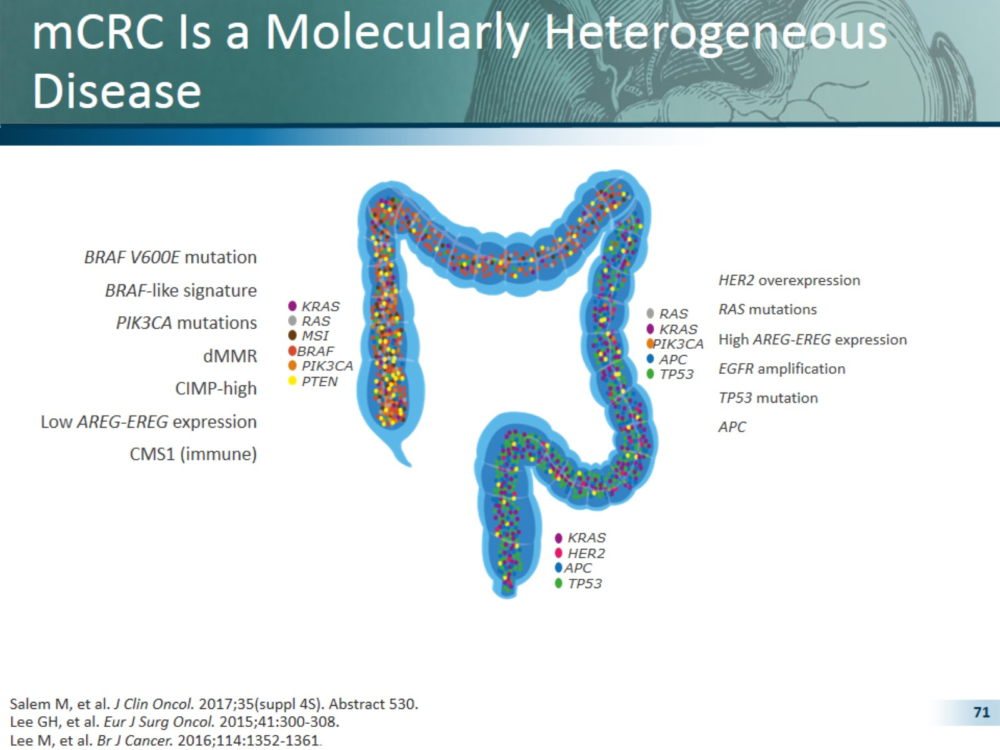 mCRC Is a Molecularly Heterogeneous
Disease
BRAF V600E mutation
BRAF-like signature
PIK3CA mutations
dMMR
CIMP-high
Low AREG-EREG expression
CMS1 (immune)
KRAS
RAS
MSI
BRAF
PIK3CA
PTEN
RAS
KRAS
PIK3CA
APC
TP53
HER2 overexpression
RAS mutations
High AREG-EREG expression
EGFR amplification
TP53 mutation
APC
KRAS
HER2
APC
TP53
Salem M, et al. J Clin Oncol. 2017;35(suppl 4S). Abstract 530.
Lee GH, et al. Eur J Surg Oncol. 2015;41:300-308.
Lee M, et al. Br J Cancer. 2016;114:1352-1361.
71